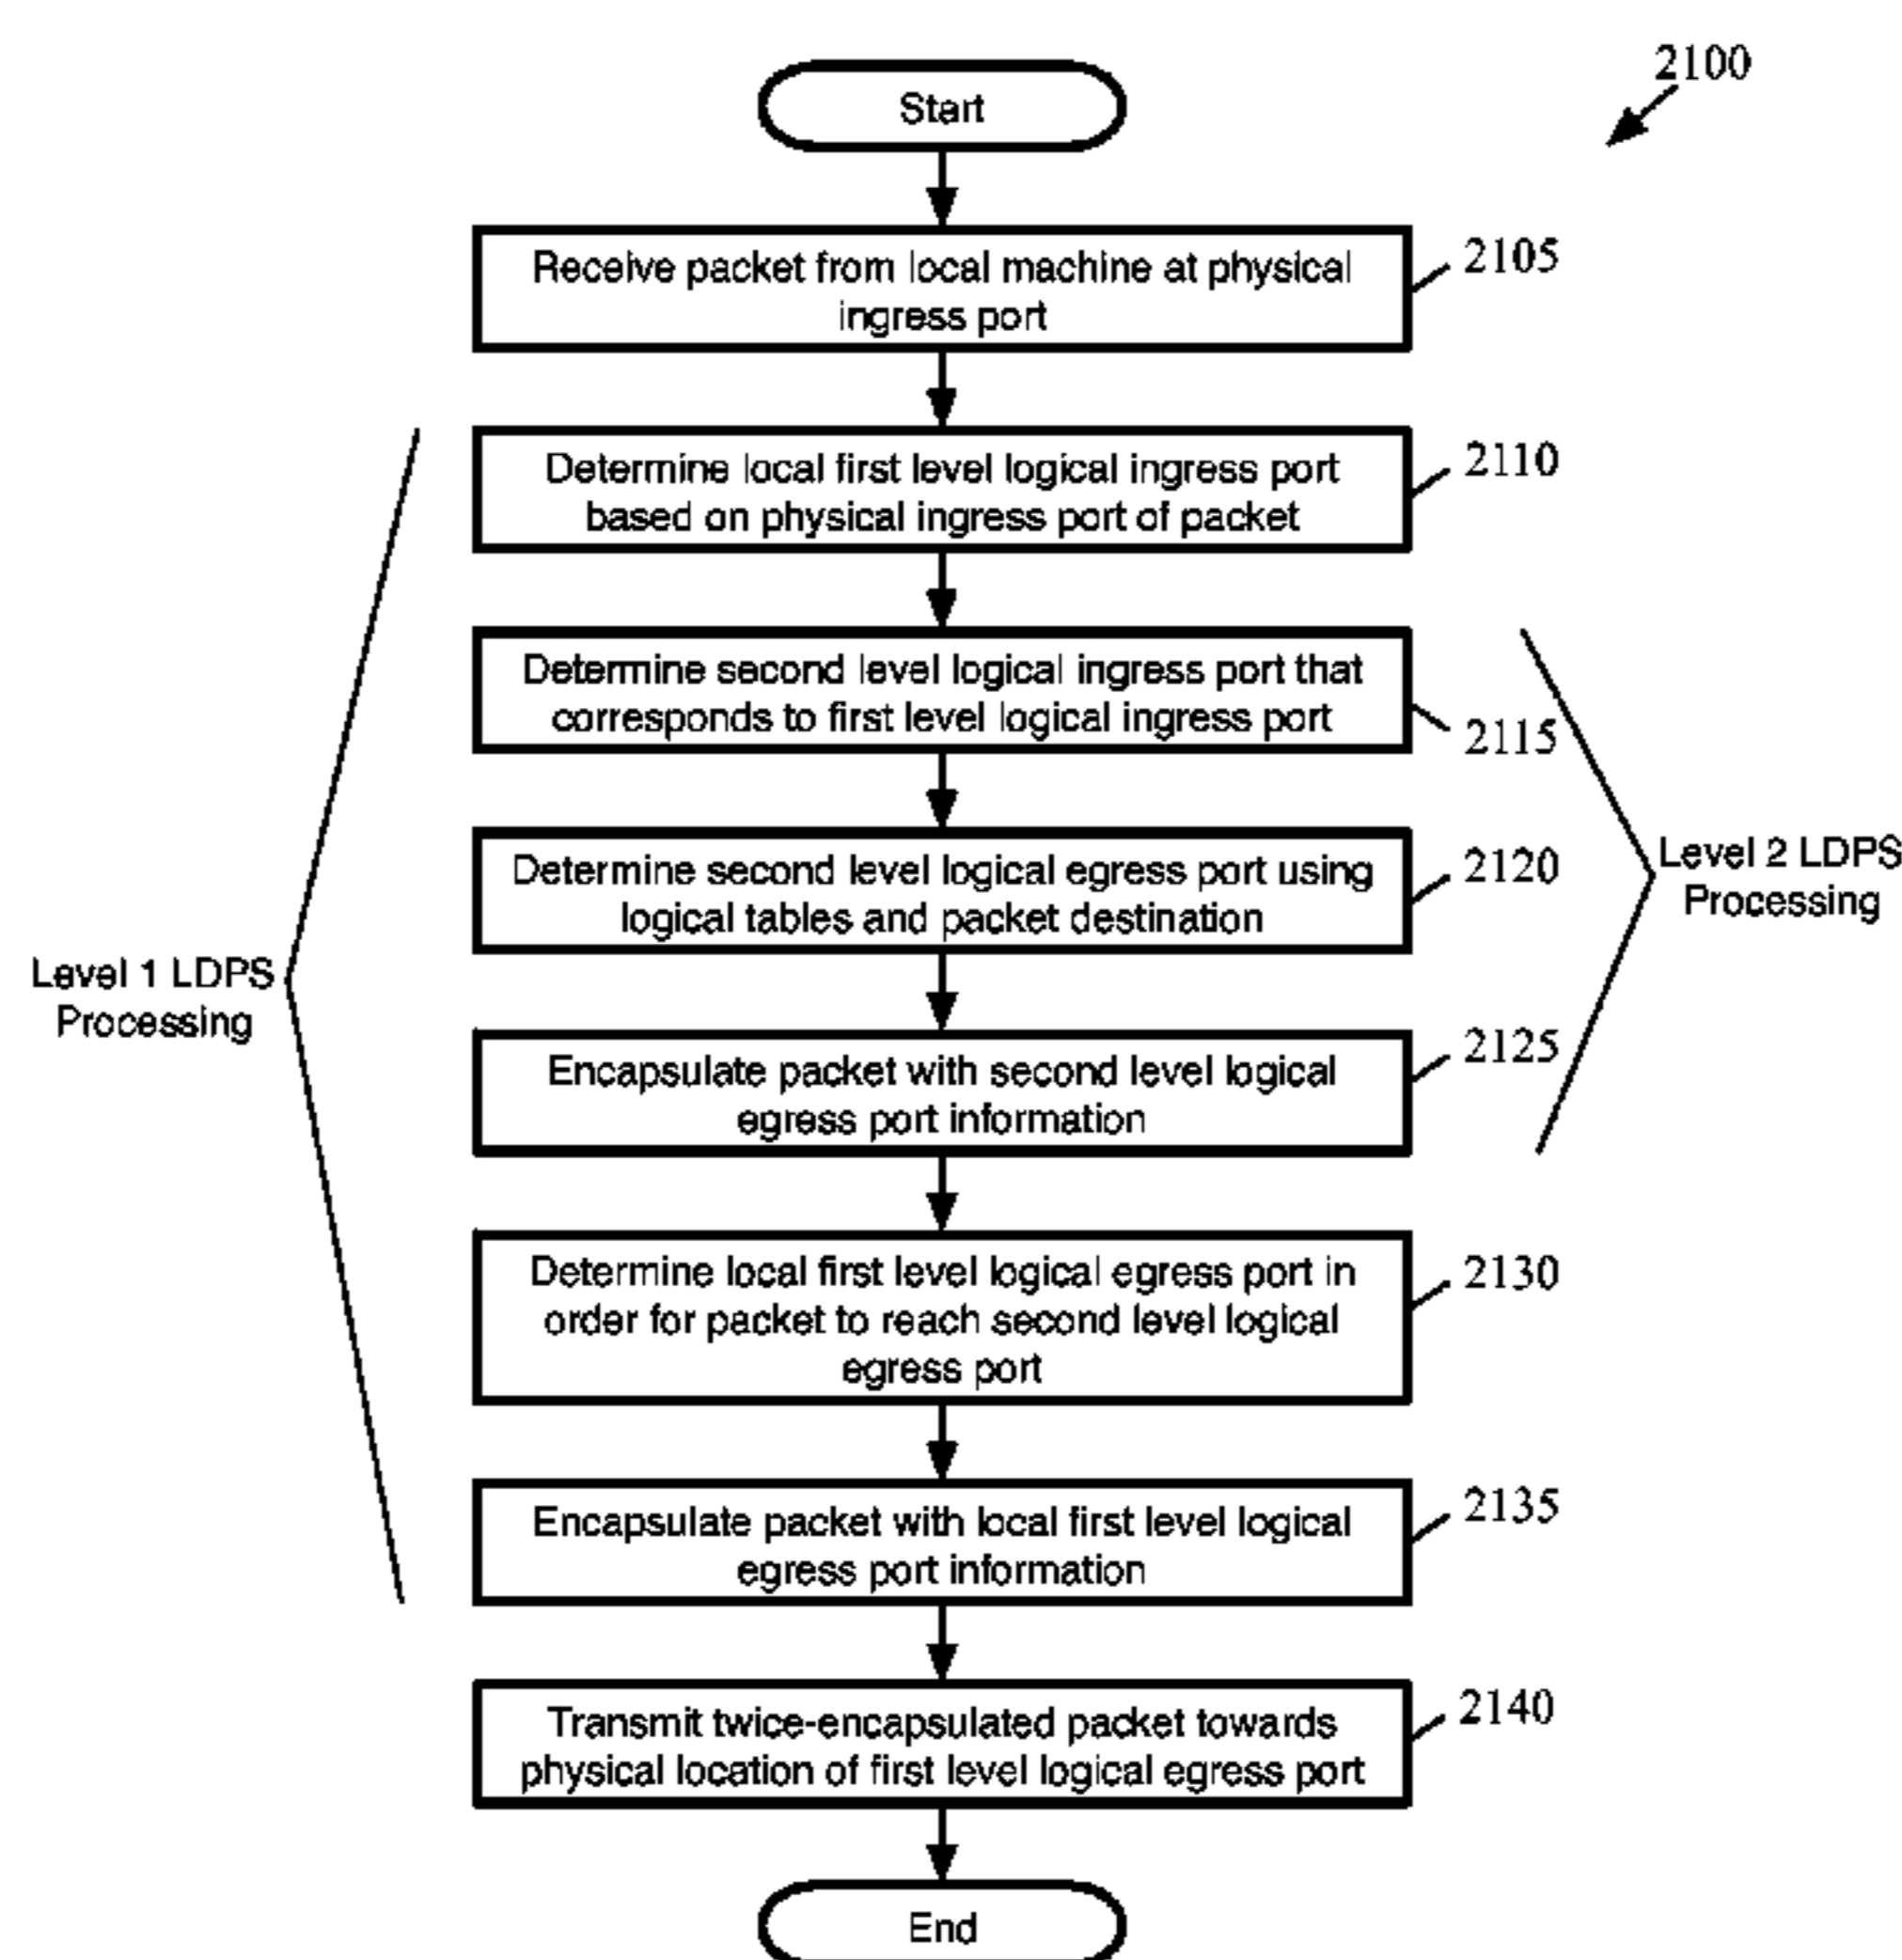 2100
Start
Receive packet from local machine at physical
ingress port
2105
Determine local first level logical ingress port
based on physical ingress port of packet
2110
Determine second level logical ingress port that
corresponds to first level logical ingress port
2115
Determine second level logical egress port using
logical tables and packet destination
2120
Level 2 LDPS
Processing
Level 1 LDPS
Processing
Encapsulate packet with second level logical
egress port information
2125
Determine local first level logical egress port in
order for packet to reach second level logical
egress port
2130
Encapsulate packet with local first level logical
egress port information
2135
Transmit twice-encapsulated packet towards
physical location of first level logical egress port
2140
End